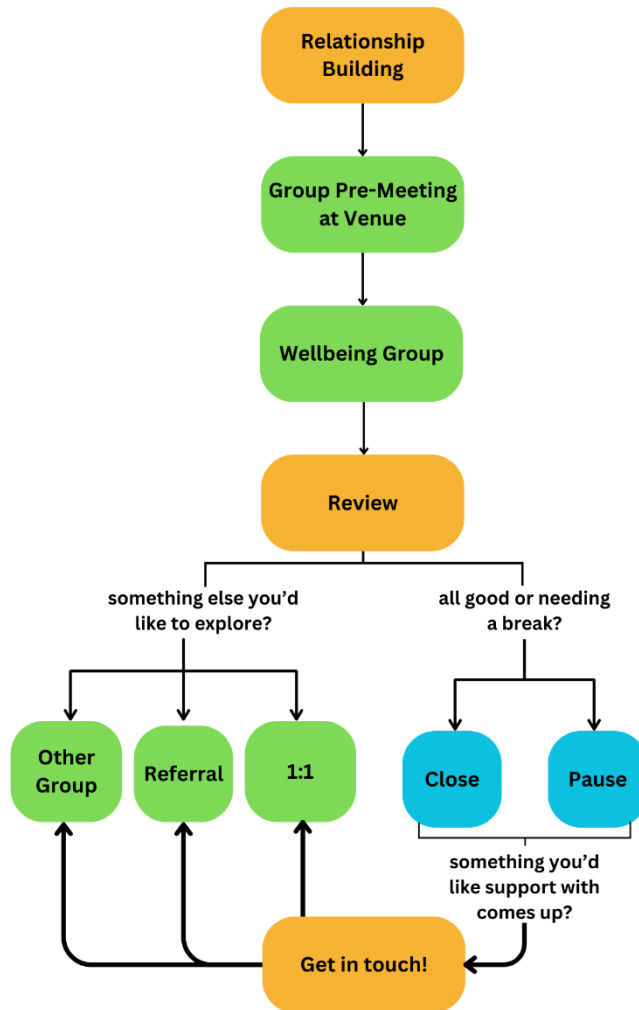 Relationship
Building
Group Pre-Meeting
at Venue
Wellbeing Group
Review
something else you’d
like to explore?
all good or needing
a break?
Other
Group
Referral
1:1
Close
Pause
something you’d
like support with
comes up?
Get in touch!